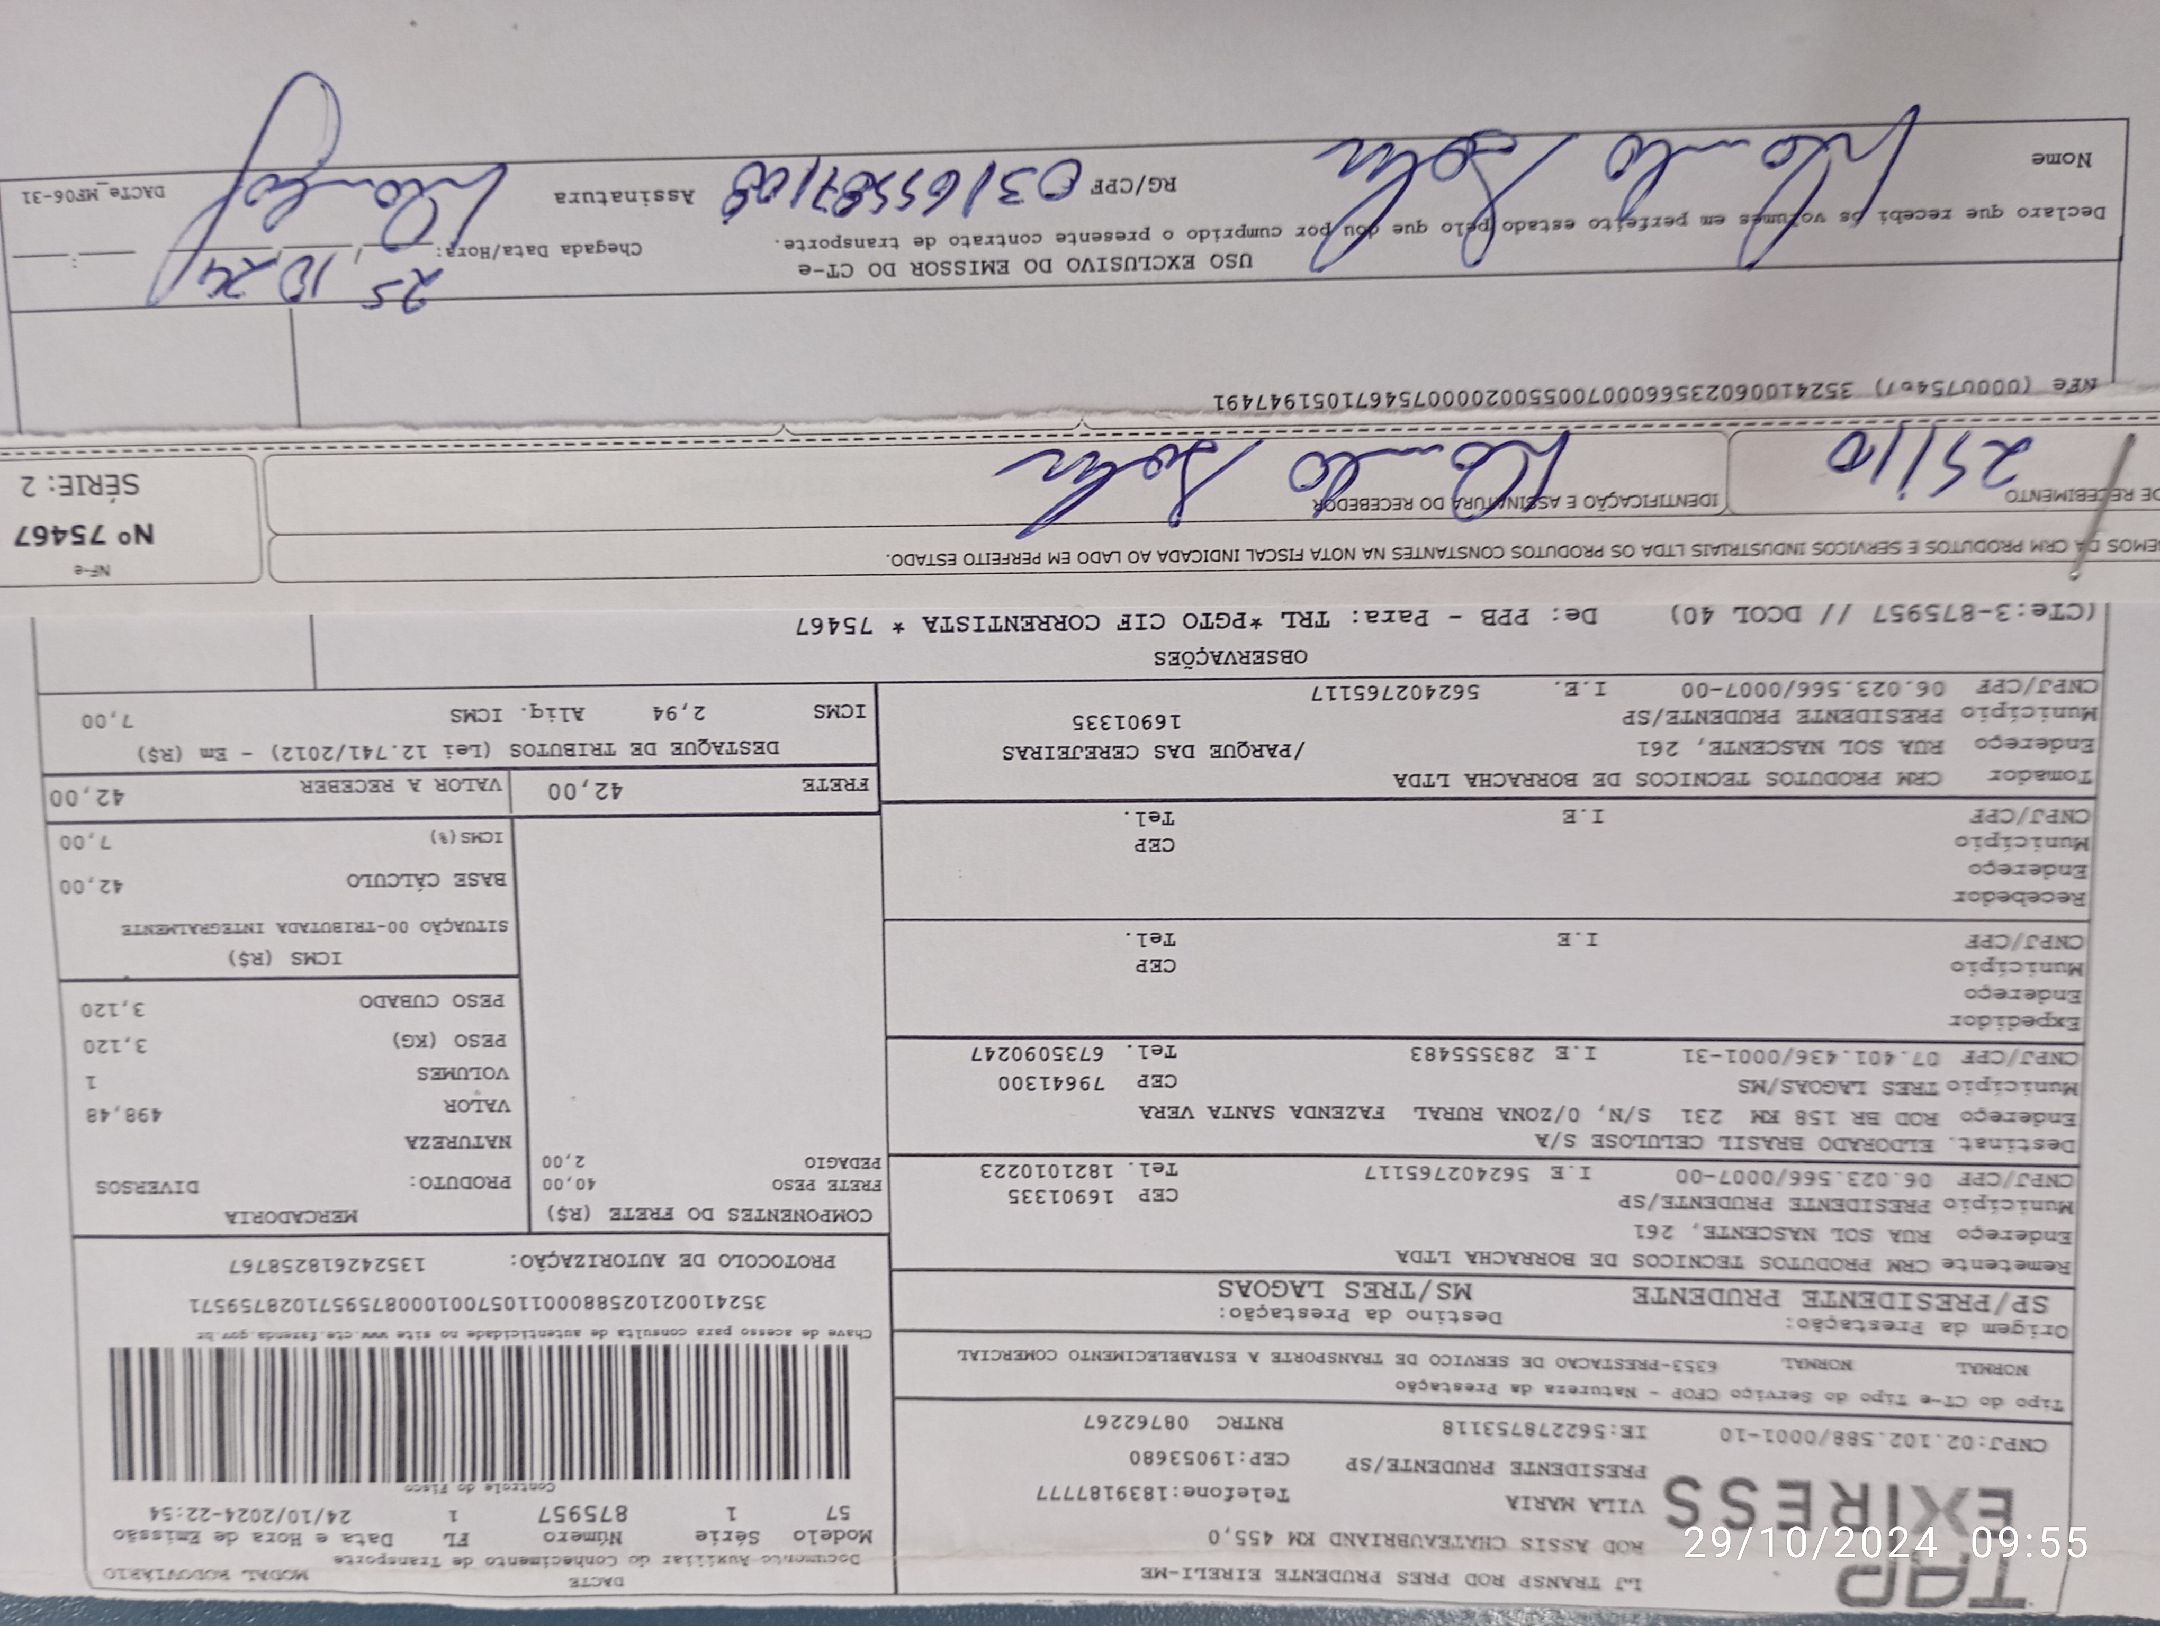 TAP
EXIRESS
LJ TRANSP ROD PRES PRUDENTE EIRELI-ME
ROD ASSIS CHATEAUBRIAND KM 455,0
VILA MARIA Telefone:1839187777
PRESIDENTE PRUDENTE/SP CEP:19053680
CNPJ:02.102.588/0001-10 IE:562278753118 RNTRC 08762267
DACTE MODAL RODOVIÁRIO
Documento Auxiliar do Conhecimento de Transporte
Modelo Série Número FL Data e Hora de Emissão
57 1 875957 1 24/10/2024-22:54
Controle do Fisco
Chave de acesso para consulta de autenticidade no site www.cte.fazenda.gov.br
35241002102588000110570010008759571028759571
PROTOCOLO DE AUTORIZAÇÃO: 135242618258767
Tipo do CT-e Tipo do Serviço CFOP - Natureza da Prestação
NORMAL NORMAL 6353-PRESTACAO DE SERVICO DE TRANSPORTE A ESTABELECIMENTO COMERCIAL
Origem da Prestação: Destino da Prestação:
SP/PRESIDENTE PRUDENTE MS/TRES LAGOAS
Remetente CRM PRODUTOS TECNICOS DE BORRACHA LTDA
Endereço RUA SOL NASCENTE, 261
Município PRESIDENTE PRUDENTE/SP CEP 16901335
CNPJ/CPF 06.023.566/0007-00 I.E 562402765117 Tel. 1821010223
Destinat. ELDORADO BRASIL CELULOSE S/A
Endereço ROD BR 158 KM 231 S/N, 0/ZONA RURAL FAZENDA SANTA VERA
Município TRES LAGOAS/MS CEP 79641300
CNPJ/CPF 07.401.436/0001-31 I.E 283555483 Tel. 6735090247
Expedidor
Endereço
Município CEP
CNPJ/CPF I.E Tel.
Recebedor
Endereço
Município CEP
CNPJ/CPF I.E Tel.
Tomador CRM PRODUTOS TECNICOS DE BORRACHA LTDA
Endereço RUA SOL NASCENTE, 261 /PARQUE DAS CEREJEIRAS
Município PRESIDENTE PRUDENTE/SP 16901335
CNPJ/CPF 06.023.566/0007-00 I.E. 562402765117
COMPONENTES DO FRETE (R$)
FRETE PESO 40,00
PEDAGIO 2,00
MERCADORIA
PRODUTO: DIVERSOS
NATUREZA
VALOR 498,48
VOLUMES 1
PESO (KG) 3,120
PESO CUBADO 3,120
ICMS (R$)
SITUAÇÃO 00-TRIBUTADA INTEGRALMENTE
BASE CÁLCULO 42,00
ICMS(%) 7,00
FRETE 42,00 VALOR A RECEBER 42,00
DESTAQUE DE TRIBUTOS (Lei 12.741/2012) - Em (R$)
ICMS 2,94 Aliq. ICMS 7,00
OBSERVAÇÕES
(CTe:3-875957 // DCOL 40) De: PPB - Para: TRL *PGTO CIF CORRENTISTA * 75467
EMOS DA CRM PRODUTOS E SERVICOS INDUSTRIAIS LTDA OS PRODUTOS CONSTANTES NA NOTA FISCAL INDICADA AO LADO EM PERFEITO ESTADO.
DE RECEBIMENTO IDENTIFICAÇÃO E ASSINATURA DO RECEBEDOR
25/10
NF-e
Nº 75467
SÉRIE: 2
NFe (000075467) 35241006023566000700550020000754671051947491
USO EXCLUSIVO DO EMISSOR DO CT-e
Declaro que recebi os volumes em perfeito estado pelo que dou por cumprido o presente contrato de transporte.
Chegada Data/Hora: 25 / 10 / 24 :
Nome RG/CPF Assinatura
DACTe_MF06-31
29/10/2024 09:55